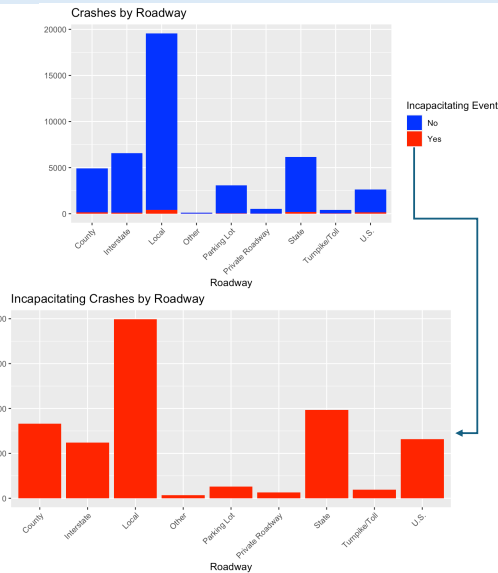 Crashes by Roadway
20000
15000
10000
5000
0
County
Interstate
Local
Other
Parking Lot
Private Roadway
State
Turnpike/Toll
U.S.
Roadway
Incapacitating Event
No
Yes
Incapacitating Crashes by Roadway
0
County
Interstate
Local
Other
Parking Lot
Private Roadway
State
Turnpike/Toll
U.S.
Roadway